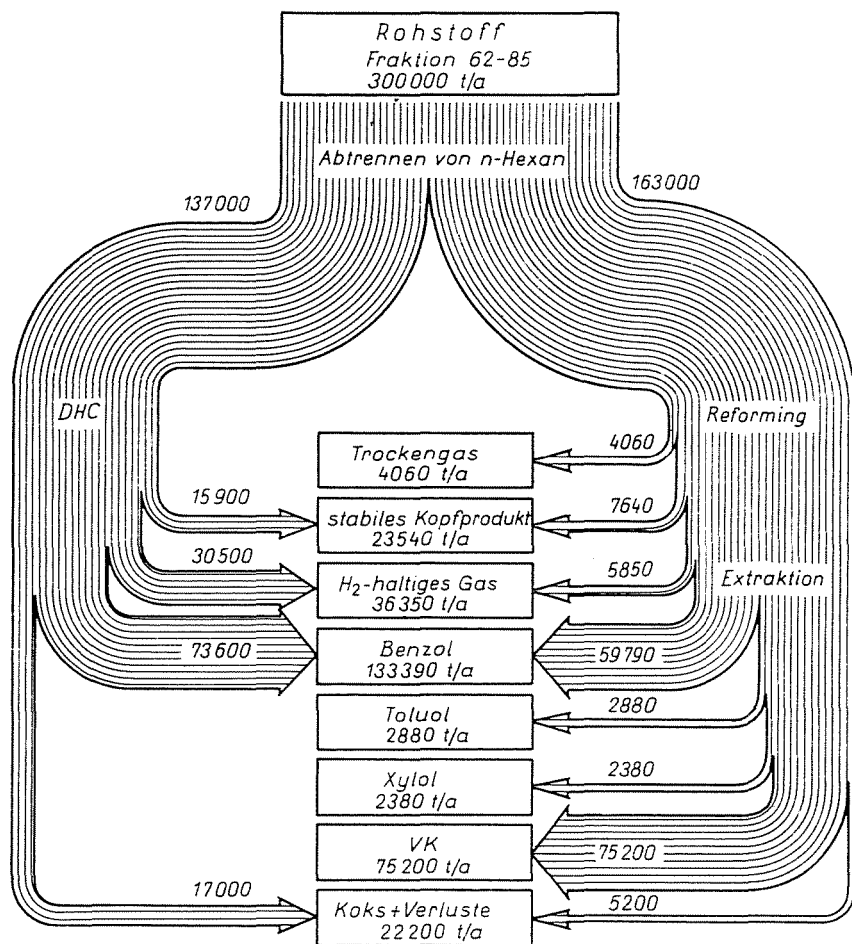 Rohstoff
Fraktion 62-85
300000 t/a
Abtrennen von n-Hexan
137000
163000
DHC
Reforming
Trockengas
4060 t/a
4060
15900
stabiles Kopfprodukt
23540 t/a
7640
30500
H₂-haltiges Gas
36350 t/a
5850
Extraktion
73600
Benzol
133390 t/a
59790
Toluol
2880 t/a
2880
Xylol
2380 t/a
2380
VK
75200 t/a
75200
17000
Koks+Verluste
22200 t/a
5200